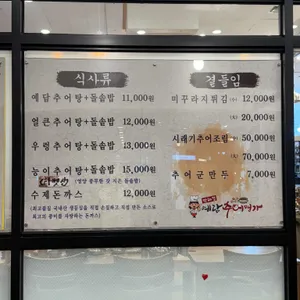 식사류
예담추어탕+돌솥밥 11,000원
얼큰추어탕+돌솥밥 12,000원
우렁추어탕+돌솥밥 13,000원
능이추어탕+돌솥밥 15,000원
수제돈까스 12,000원
곁들임
미꾸라지튀김 (소) 12,000원
20,000원
시래기추어조림 50,000원
70,000원
추어군만두 7,000원